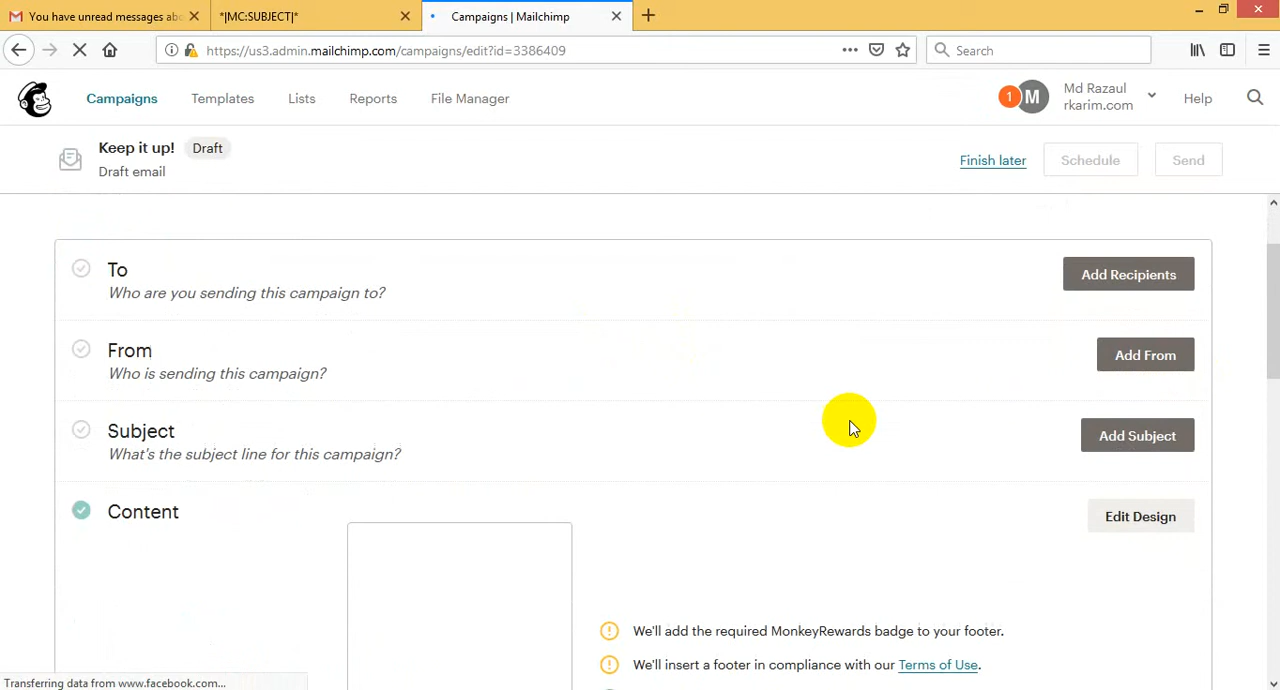 You have unread messages abo
*|MC:SUBJECT|*
Campaigns | Mailchimp
https://us3.admin.mailchimp.com/campaigns/edit?id=3386409
Search
Campaigns
Templates
Lists
Reports
File Manager
1
M
Md Razaul
rkarim.com
Help
Keep it up!
Draft
Draft email
Finish later
Schedule
Send
To
Who are you sending this campaign to?
Add Recipients
From
Who is sending this campaign?
Add From
Subject
What's the subject line for this campaign?
Add Subject
Content
Edit Design
We'll add the required MonkeyRewards badge to your footer.
We'll insert a footer in compliance with our Terms of Use.
Transferring data from www.facebook.com...